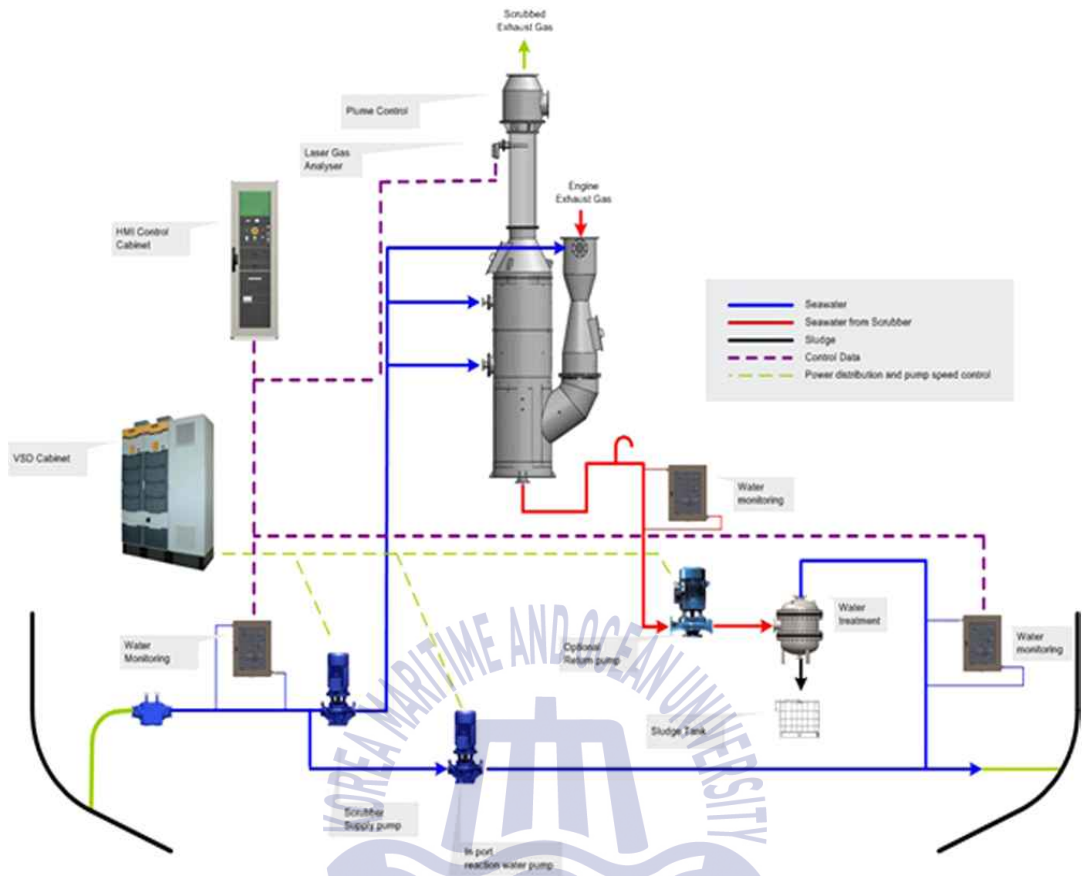 Scrubbed
Exhaust Gas
Plume Control
Laser Gas
Analyser
Engine
Exhaust Gas
HMI Control
Cabinet
Seawater
Seawater from Scrubber
Sludge
Control Data
Power distribution and pump speed control
VSD Cabinet
Water
monitoring
Water
Monitoring
Optional
Return pump
Water
treatment
Water
monitoring
Sludge Tank
Scrubber
Supply pump
In port
reaction water pump
KOREA MARITIME AND OCEAN UNIVERSITY